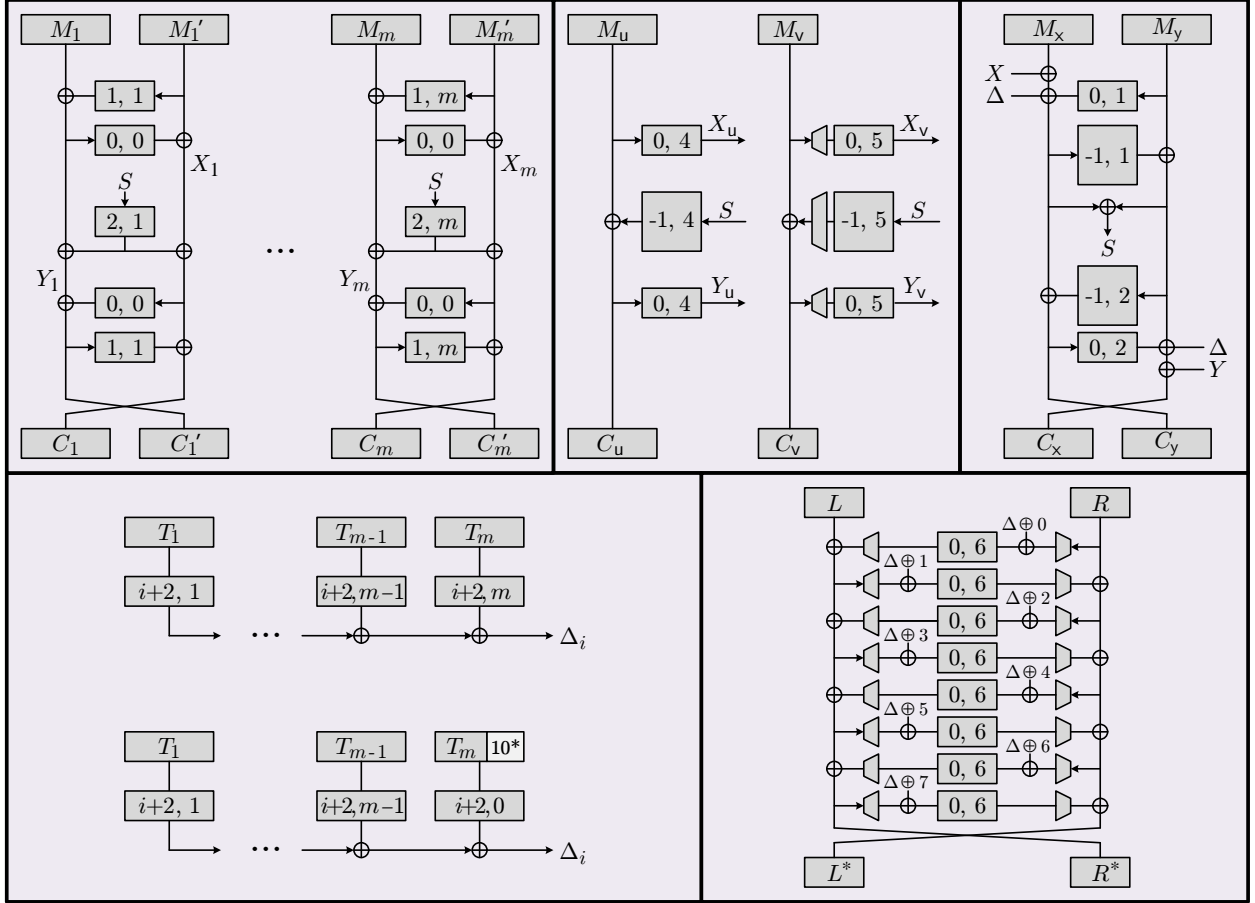 M₁ M₁′ Mₘ Mₘ′
1, 1 1, m
0, 0 0, 0
X₁ Xₘ
S S
2, 1 2, m
...
Y₁ Yₘ
0, 0 0, 0
1, 1 1, m
C₁ C₁′ Cₘ Cₘ′
Mᵤ Mᵥ
0, 4 Xᵤ 0, 5 Xᵥ
-1, 4 S -1, 5 S
0, 4 Yᵤ 0, 5 Yᵥ
Cᵤ Cᵥ
Mₓ M_y
X
Δ 0, 1
-1, 1
S
-1, 2
0, 2 Δ
Y
Cₓ C_y
T₁ Tₘ₋₁ Tₘ
i+2, 1 i+2,m−1 i+2,m
... Δᵢ
T₁ Tₘ₋₁ Tₘ 10*
i+2, 1 i+2,m−1 i+2,0
... Δᵢ
L R
0, 6 Δ⊕0
Δ⊕1 0, 6
0, 6 Δ⊕2
Δ⊕3 0, 6
0, 6 Δ⊕4
Δ⊕5 0, 6
0, 6 Δ⊕6
Δ⊕7 0, 6
L* R*